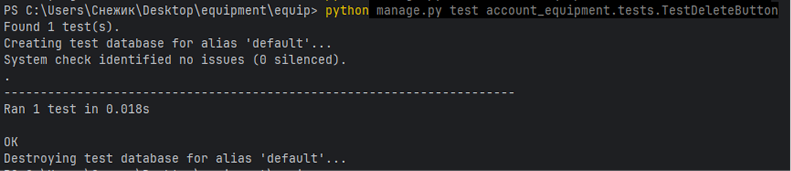 PS C:\Users\Снежик\Desktop\equipment\equip> python manage.py test account_equipment.tests.TestDeleteButton
Found 1 test(s).
Creating test database for alias 'default'...
System check identified no issues (0 silenced).
.
----------------------------------------------------------------------
Ran 1 test in 0.018s
OK
Destroying test database for alias 'default'...